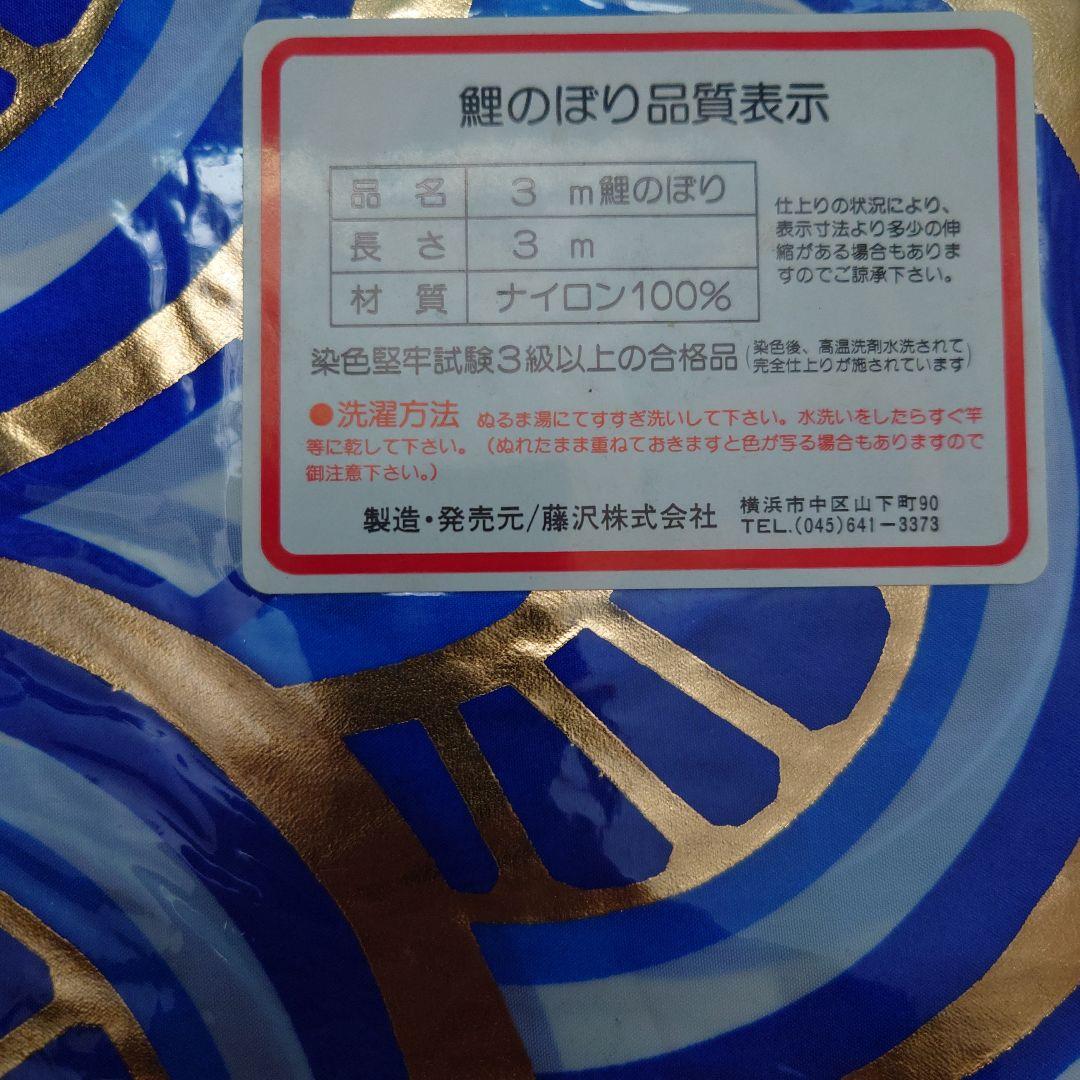 鯉のぼり品質表示
品名 3m鯉のぼり
長さ 3m
材質 ナイロン100%
仕上りの状況により、
表示寸法より多少の伸
縮がある場合もありま
すのでご諒承下さい。
染色堅牢試験3級以上の合格品(染色後、高温洗剤水洗されて
完全仕上りが施されています)
●洗濯方法 ぬるま湯にてすすぎ洗いして下さい。水洗いをしたらすぐ竿
等に乾して下さい。(ぬれたまま重ねておきますと色が写る場合もありますので
御注意下さい。)
製造・発売元/藤沢株式会社
横浜市中区山下町90
TEL.(045)641-3373